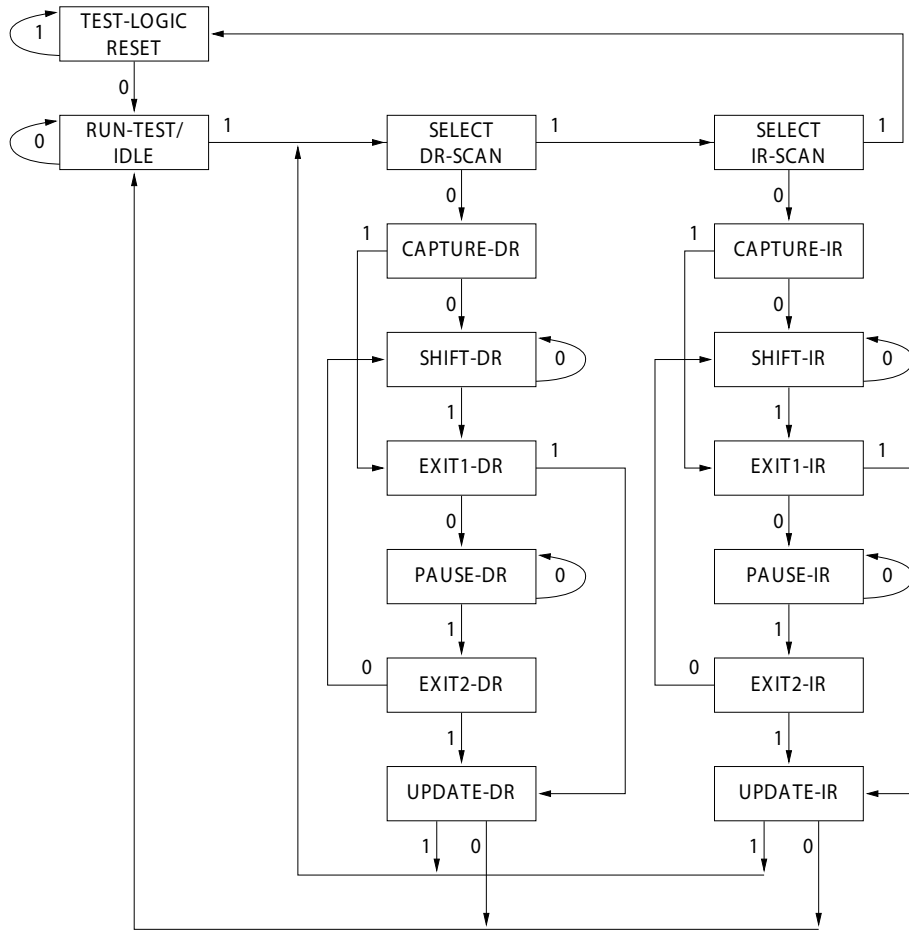 1
TEST-LOGIC
RESET
0
0
RUN-TEST/
IDLE
1
SELECT
DR-SCAN
1
SELECT
IR-SCAN
1
0
0
1
CAPTURE-DR
1
CAPTURE-IR
0
0
SHIFT-DR
0
SHIFT-IR
0
1
1
EXIT1-DR
1
EXIT1-IR
1
0
0
PAUSE-DR
0
PAUSE-IR
0
1
1
0
EXIT2-DR
0
EXIT2-IR
1
1
UPDATE-DR
UPDATE-IR
1
0
1
0